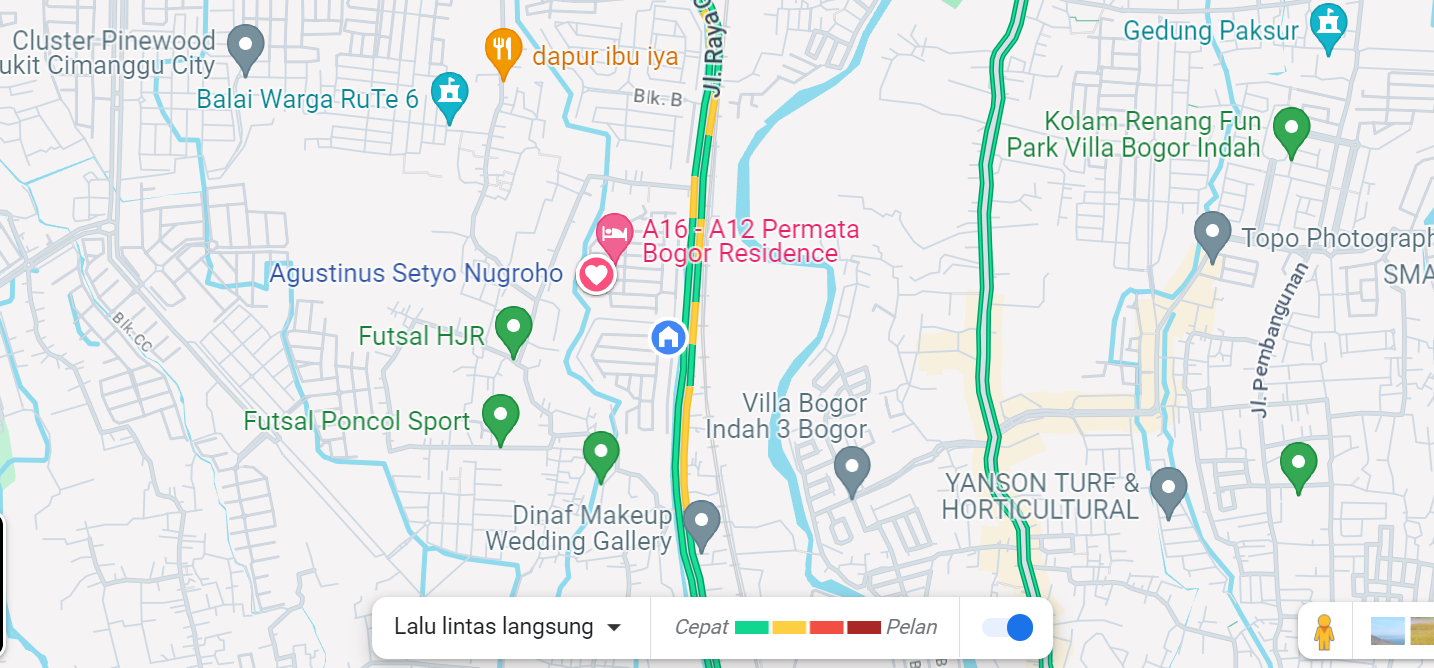 Cluster Pinewood
ukit Cimanggu City
dapur ibu iya
Jl. Raya
Gedung Paksur
Balai Warga RuTe 6
Blk. B
Kolam Renang Fun
Park Villa Bogor Indah
A16 - A12 Permata
Bogor Residence
Topo Photograph
SMA
Agustinus Setyo Nugroho
Blk. CC
Futsal HJR
Jl. Pembangunan
Villa Bogor
Indah 3 Bogor
Futsal Poncol Sport
YANSON TURF &
HORTICULTURAL
Dinaf Makeup
Wedding Gallery
Lalu lintas langsung
Cepat
Pelan